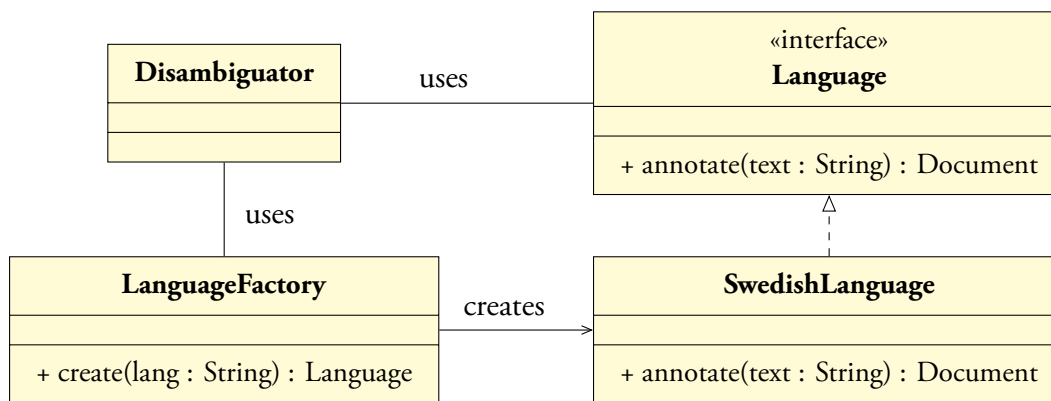 Disambiguator
uses
«interface»
Language
+ annotate(text : String) : Document
uses
LanguageFactory
+ create(lang : String) : Language
creates
SwedishLanguage
+ annotate(text : String) : Document